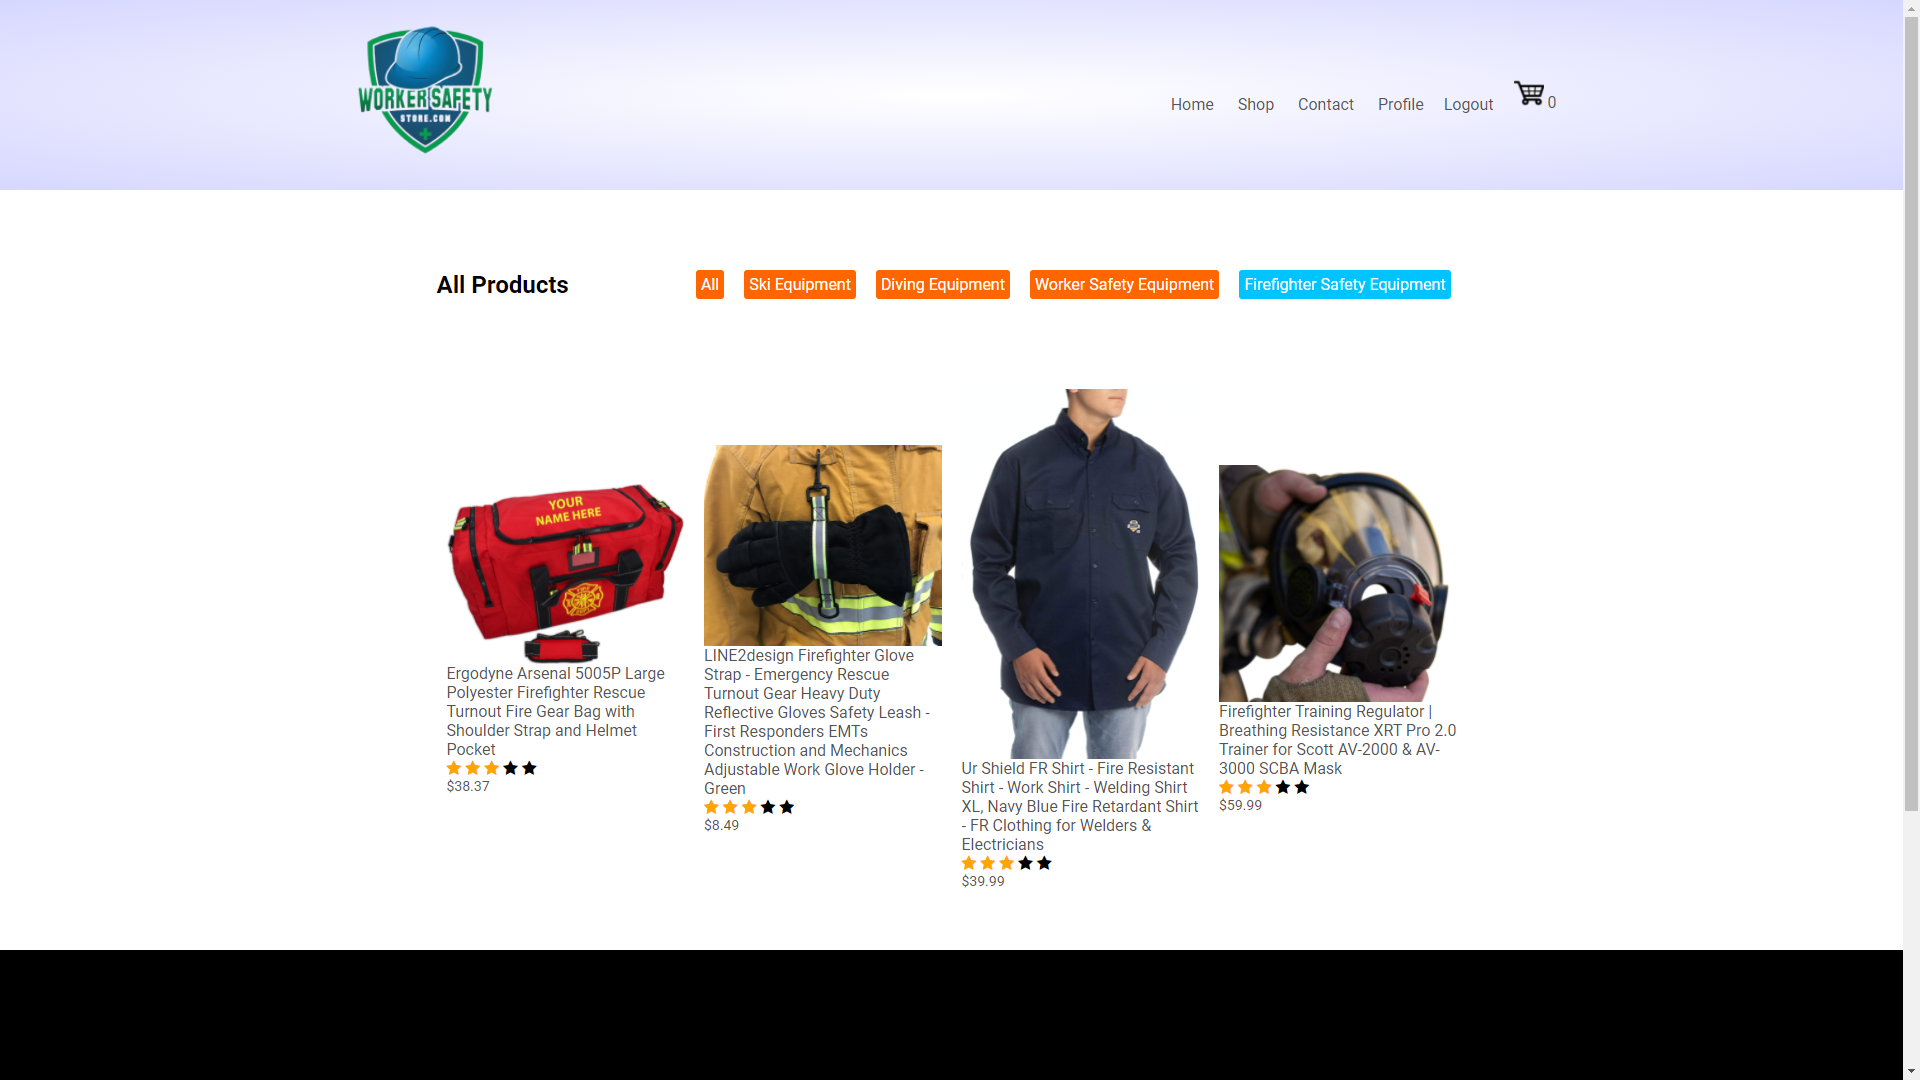 WORKER SAFETY
STORE.COM
Home
Shop
Contact
Profile
Logout
0
All Products
All
Ski Equipment
Diving Equipment
Worker Safety Equipment
Firefighter Safety Equipment
YOUR
NAME HERE
Ergodyne Arsenal 5005P Large
Polyester Firefighter Rescue
Turnout Fire Gear Bag with
Shoulder Strap and Helmet
Pocket
$38.37
LINE2design Firefighter Glove
Strap - Emergency Rescue
Turnout Gear Heavy Duty
Reflective Gloves Safety Leash -
First Responders EMTs
Construction and Mechanics
Adjustable Work Glove Holder -
Green
$8.49
Ur Shield FR Shirt - Fire Resistant
Shirt - Work Shirt - Welding Shirt
XL, Navy Blue Fire Retardant Shirt
- FR Clothing for Welders &
Electricians
$39.99
Firefighter Training Regulator |
Breathing Resistance XRT Pro 2.0
Trainer for Scott AV-2000 & AV-
3000 SCBA Mask
$59.99